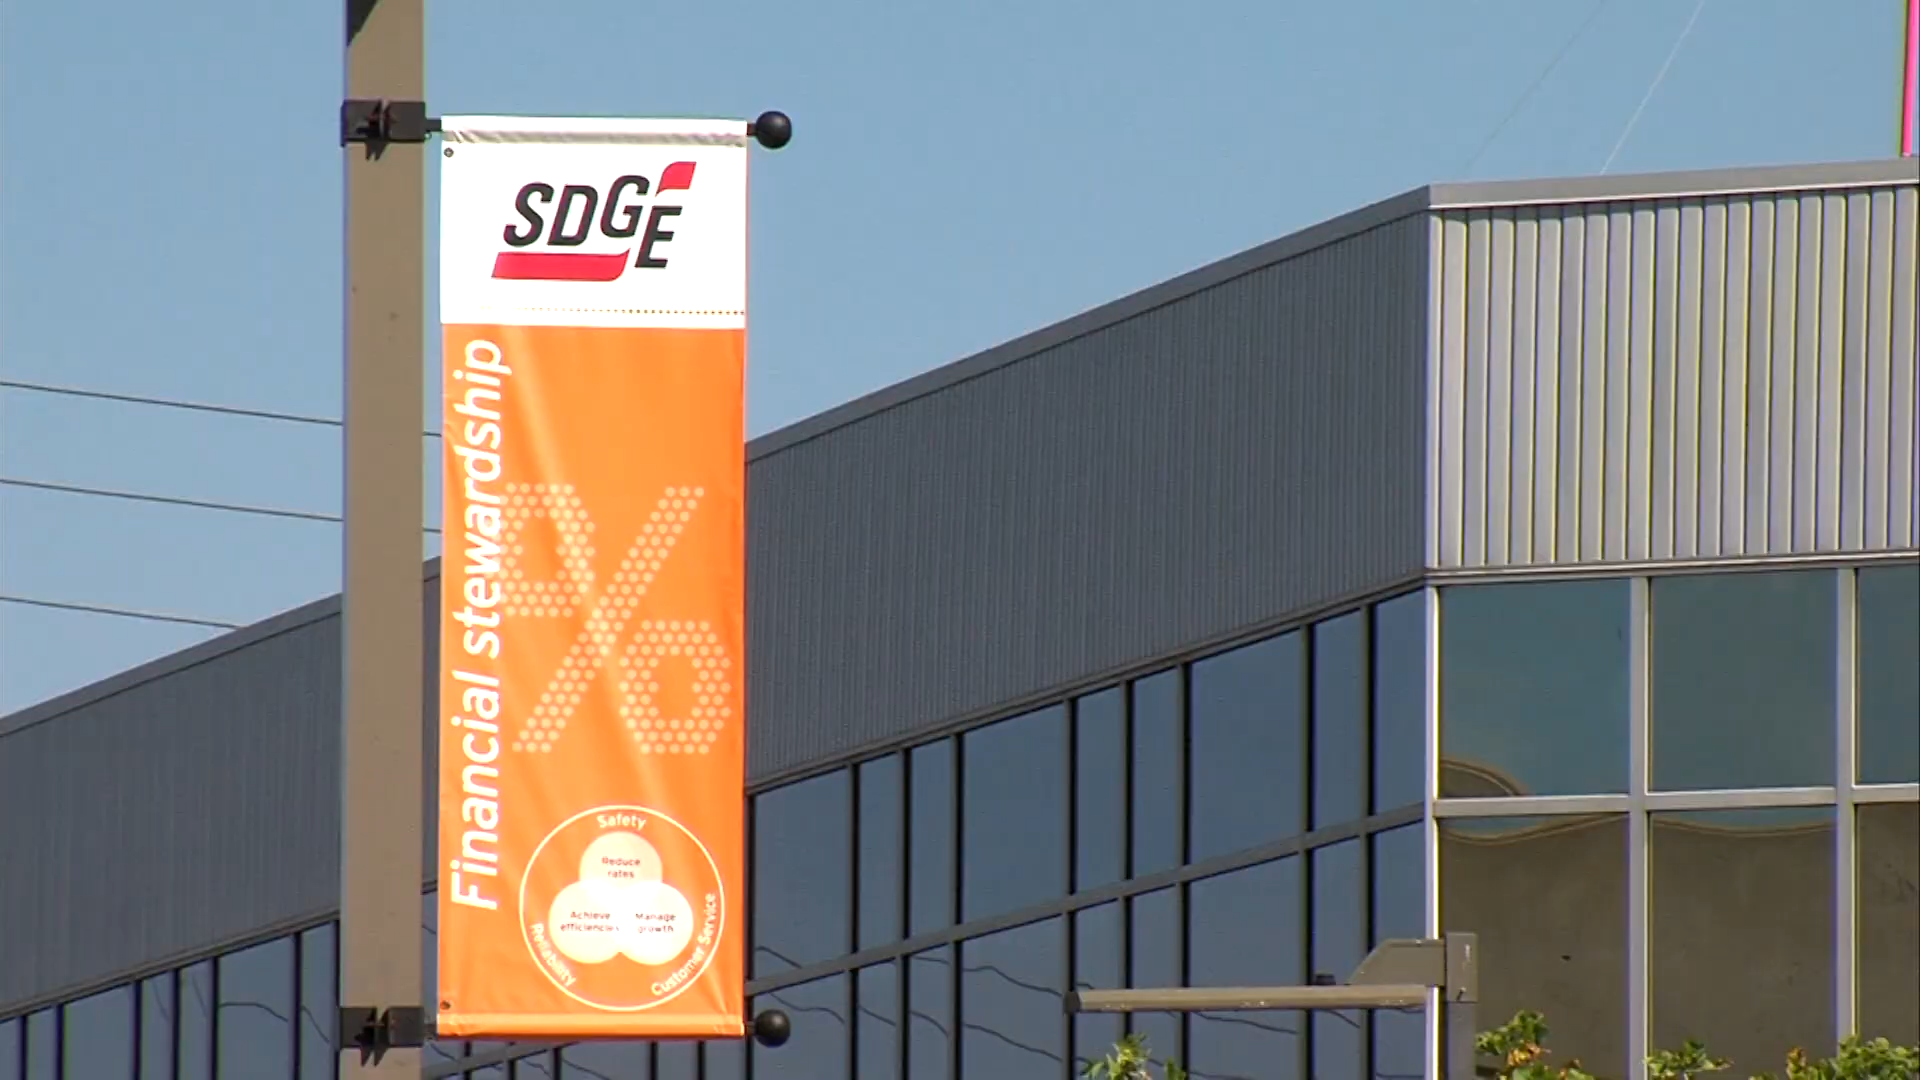 SDGE
Financial stewardship
%
Safety
Reduce
rates
Achieve
efficiencies
Manage
growth
Reliability
Customer Service